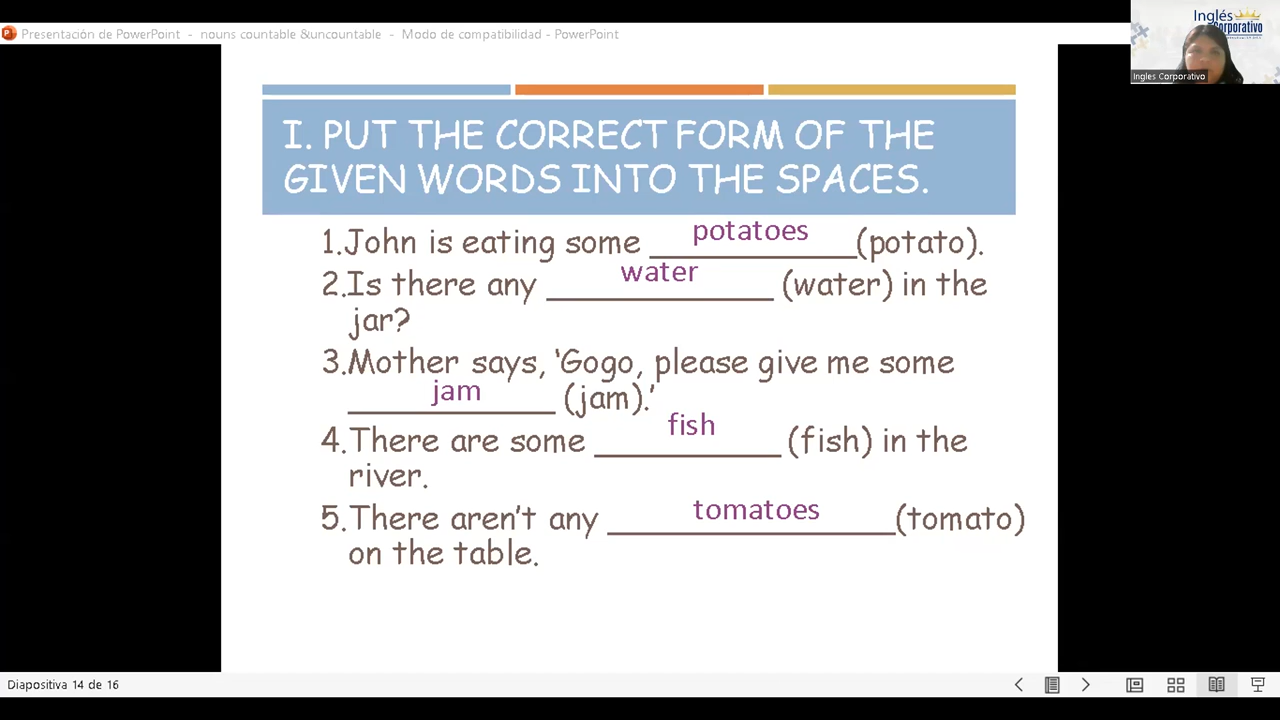 Presentación de PowerPoint - nouns countable &uncountable - Modo de compatibilidad - PowerPoint
Inglés
Corporativo
Ingles Corporativo
I. PUT THE CORRECT FORM OF THE
GIVEN WORDS INTO THE SPACES.
1.John is eating some ____potatoes____(potato).
2.Is there any ____water____ (water) in the
jar?
3.Mother says, ‘Gogo, please give me some
____jam____ (jam).’
4.There are some ____fish____ (fish) in the
river.
5.There aren’t any ____tomatoes____(tomato)
on the table.
Diapositiva 14 de 16